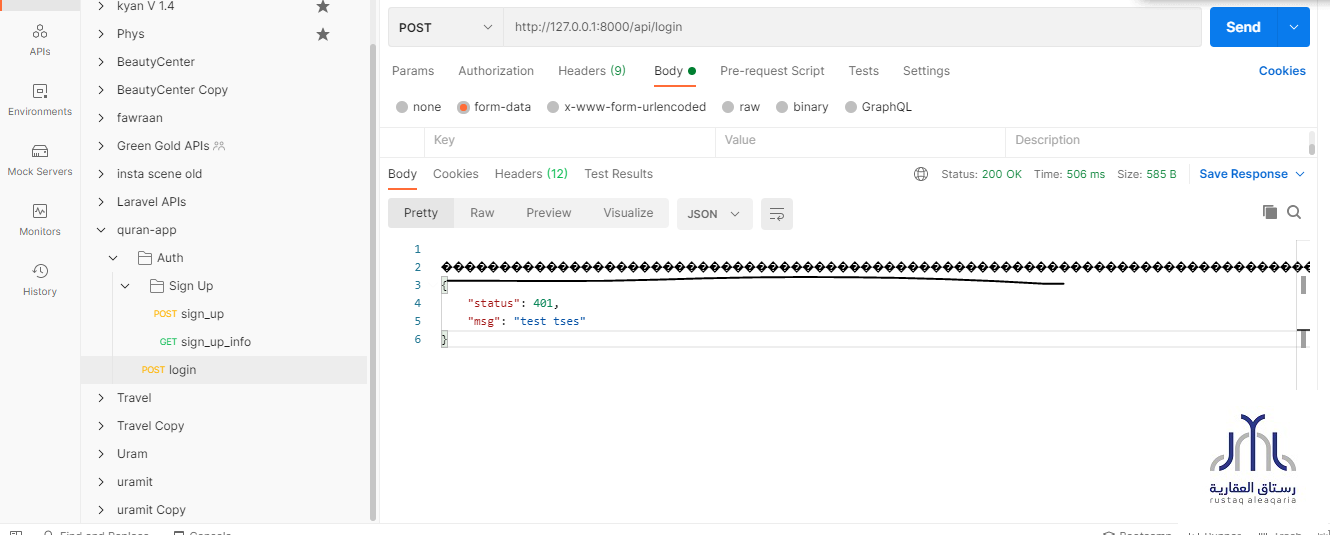 kyan V 1.4
Phys
BeautyCenter
BeautyCenter Copy
fawraan
Green Gold APIs
insta scene old
Laravel APIs
quran-app
Auth
Sign Up
POST sign_up
GET sign_up_info
POST login
Travel
Travel Copy
Uram
uramit
uramit Copy
APIs
Environments
Mock Servers
Monitors
History
POST http://127.0.0.1:8000/api/login Send
Params Authorization Headers (9) Body Pre-request Script Tests Settings Cookies
none form-data x-www-form-urlencoded raw binary GraphQL
Key Value Description
Body Cookies Headers (12) Test Results Status: 200 OK Time: 506 ms Size: 585 B Save Response
Pretty Raw Preview Visualize JSON
1
2
3 {
4 "status": 401,
5 "msg": "test tses"
6 }
رستاق العقارية
rustaq aleaqaria
Find and Replace Console
Bootcamp Runner Trash